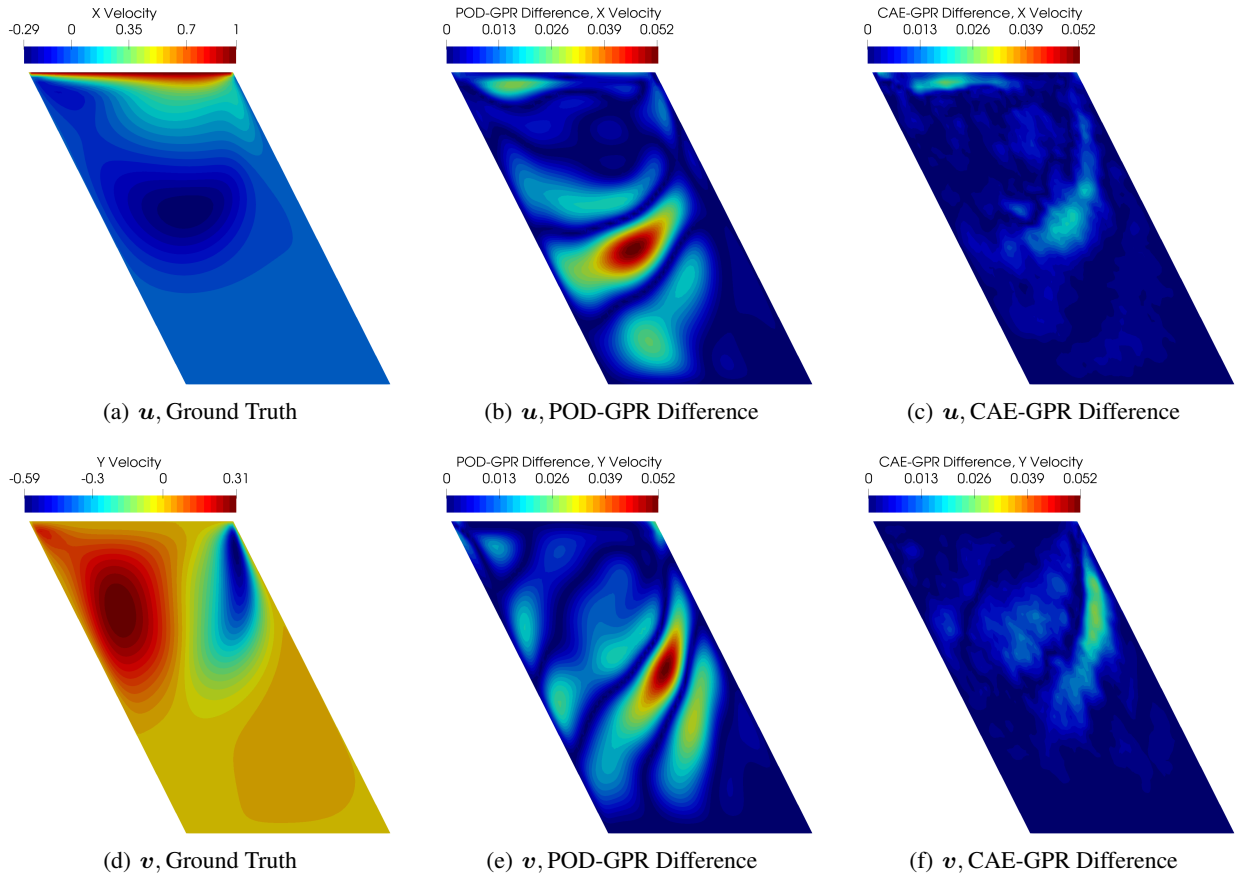 X Velocity
-0.29 0 0.35 0.7 1
POD-GPR Difference, X Velocity
0 0.013 0.026 0.039 0.052
CAE-GPR Difference, X Velocity
0 0.013 0.026 0.039 0.052
(a) u, Ground Truth
(b) u, POD-GPR Difference
(c) u, CAE-GPR Difference
Y Velocity
-0.59 -0.3 0 0.31
POD-GPR Difference, Y Velocity
0 0.013 0.026 0.039 0.052
CAE-GPR Difference, Y Velocity
0 0.013 0.026 0.039 0.052
(d) v, Ground Truth
(e) v, POD-GPR Difference
(f) v, CAE-GPR Difference